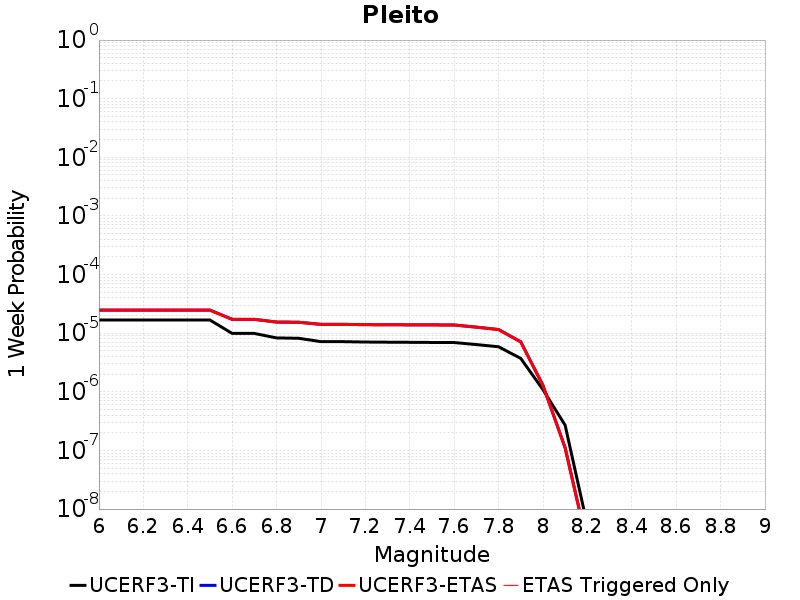 Pleito
10^0
10^-1
10^-2
10^-3
10^-4
10^-5
10^-6
10^-7
10^-8
1 Week Probability
6 6.2 6.4 6.6 6.8 7 7.2 7.4 7.6 7.8 8 8.2 8.4 8.6 8.8 9
Magnitude
UCERF3-TI UCERF3-TD UCERF3-ETAS ETAS Triggered Only